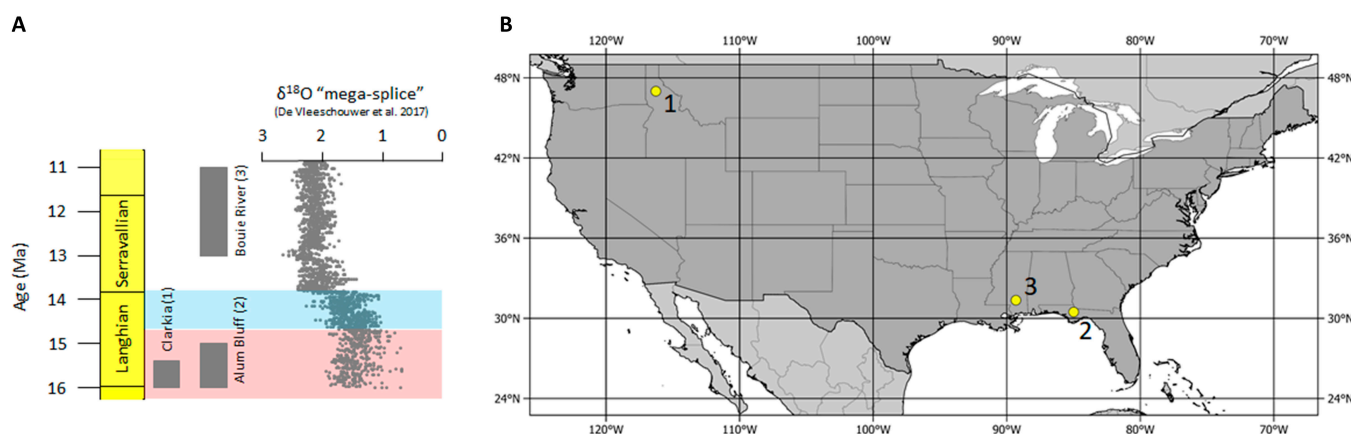 A
δ18O "mega-splice"
(De Vleeschouwer et al. 2017)
3 2 1 0
Age (Ma)
11
12
13
14
15
16
Serravallian
Langhian
Clarkia (1)
Alum Bluff (2)
Bouie River (3)
B
120°W 110°W 100°W 90°W 80°W 70°W
48°N 48°N
42°N 42°N
36°N 36°N
30°N 30°N
24°N 24°N
1
3
2
120°W 110°W 100°W 90°W 80°W 70°W